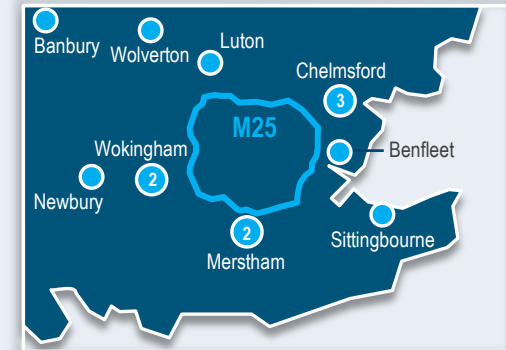 Banbury
Wolverton
Luton
Chelmsford
3
M25
Wokingham
2
Benfleet
Newbury
2
Merstham
Sittingbourne